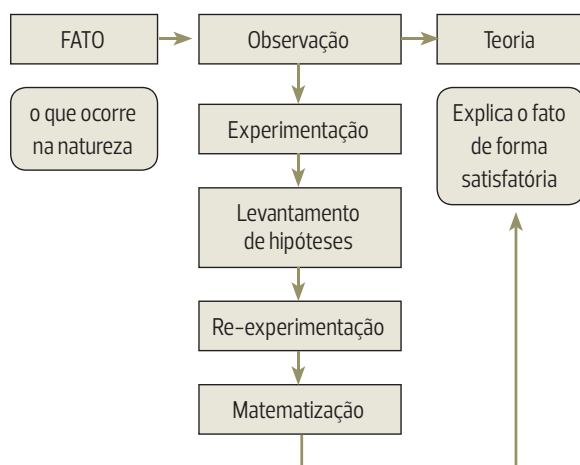 FATO
Observação
Teoria
o que ocorre
na natureza
Experimentação
Explica o fato
de forma
satisfatória
Levantamento
de hipóteses
Re-experimentação
Matematização